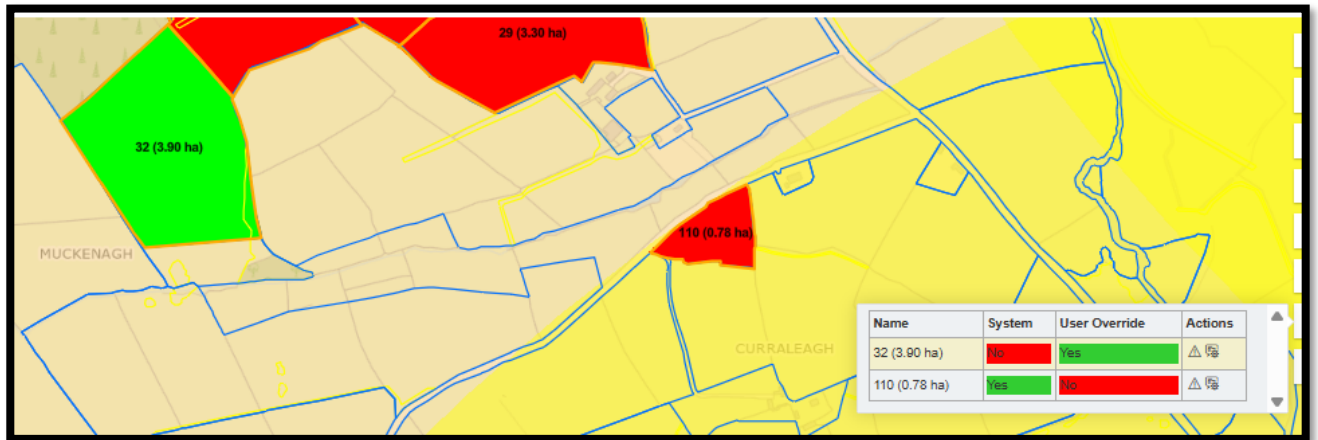 29 (3.30 ha)
32 (3.90 ha)
110 (0.78 ha)
MUCKENAGH
CURRALEAGH
Name System User Override Actions
32 (3.90 ha) No Yes
110 (0.78 ha) Yes No